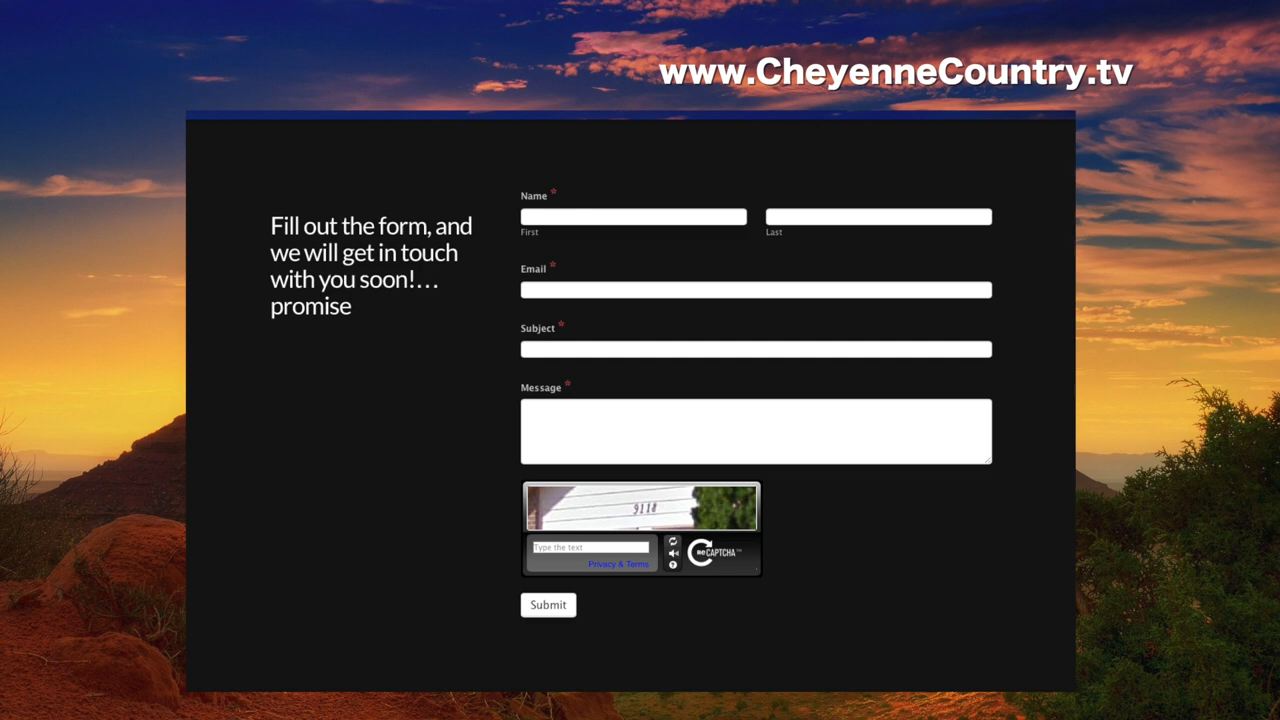 www.CheyenneCountry.tv
Fill out the form, and
we will get in touch
with you soon!...
promise
Name *
First
Last
Email *
Subject *
Message *
9118
Type the text
Privacy & Terms
reCAPTCHA™
Submit